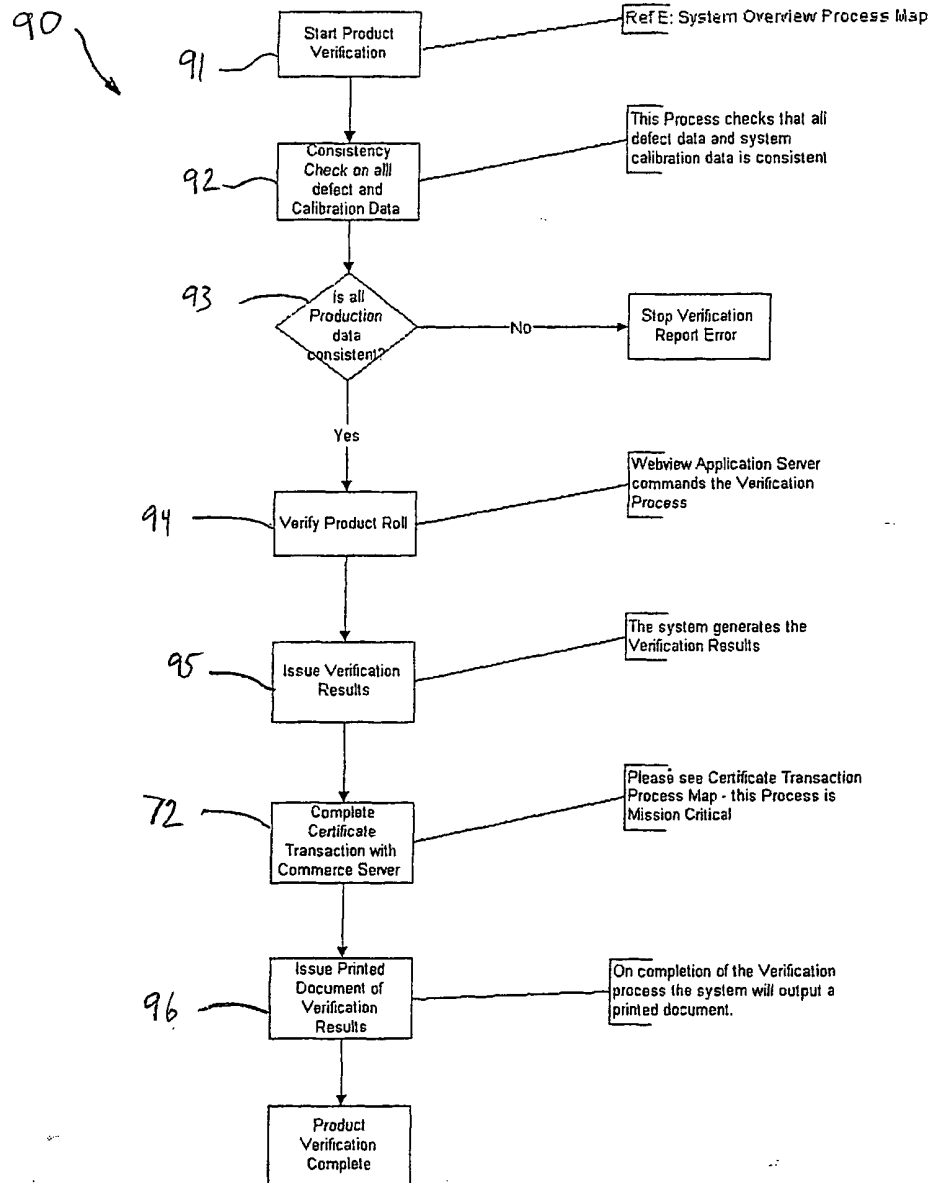 90
Start Product
Verification
Ref E: System Overview Process Map
91
Consistency
Check on alll
defect and
Calibration Data
This Process checks that all
defect data and system
calibration data is consistent
92
93
is all
Production
data
consistent?
No
Stop Verification
Report Error
Yes
Webview Application Server
commands the Verification
Process
94
Verify Product Roll
The system generates the
Verification Results
95
Issue Verification
Results
Please see Certificate Transaction
Process Map - this Process is
Mission Critical
72
Complete
Certificate
Transaction with
Commerce Server
Issue Printed
Document of
Verification
Results
On completion of the Verification
process the system will output a
printed document.
96
Product
Verification
Complete